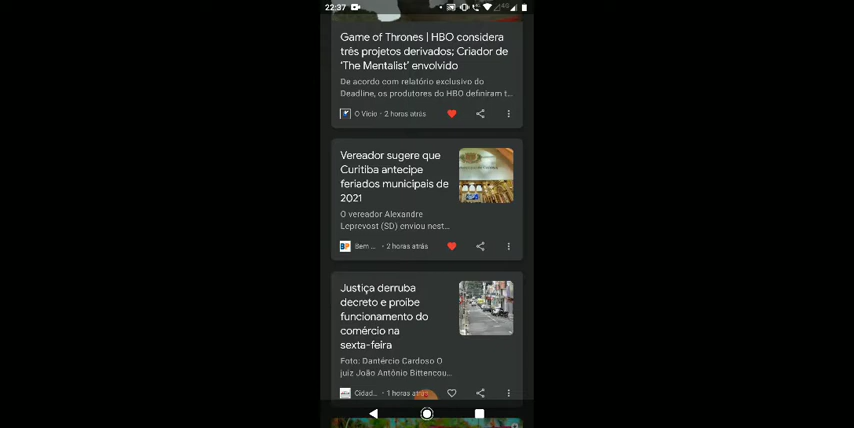 22:37
4G
Game of Thrones | HBO considera
três projetos derivados; Criador de
‘The Mentalist’ envolvido
De acordo com relatório exclusivo do
Deadline, os produtores do HBO definiram t...
O Vício • 2 horas atrás
Vereador sugere que
Curitiba antecipe
feriados municipais de
2021
O vereador Alexandre
Leprevost (SD) enviou nest...
BP Bem ... • 2 horas atrás
Justiça derruba
decreto e proíbe
funcionamento do
comércio na
sexta-feira
Foto: Dantércio Cardoso O
juiz João Antônio Bittencou...
Cidad... • 1 horas atrás